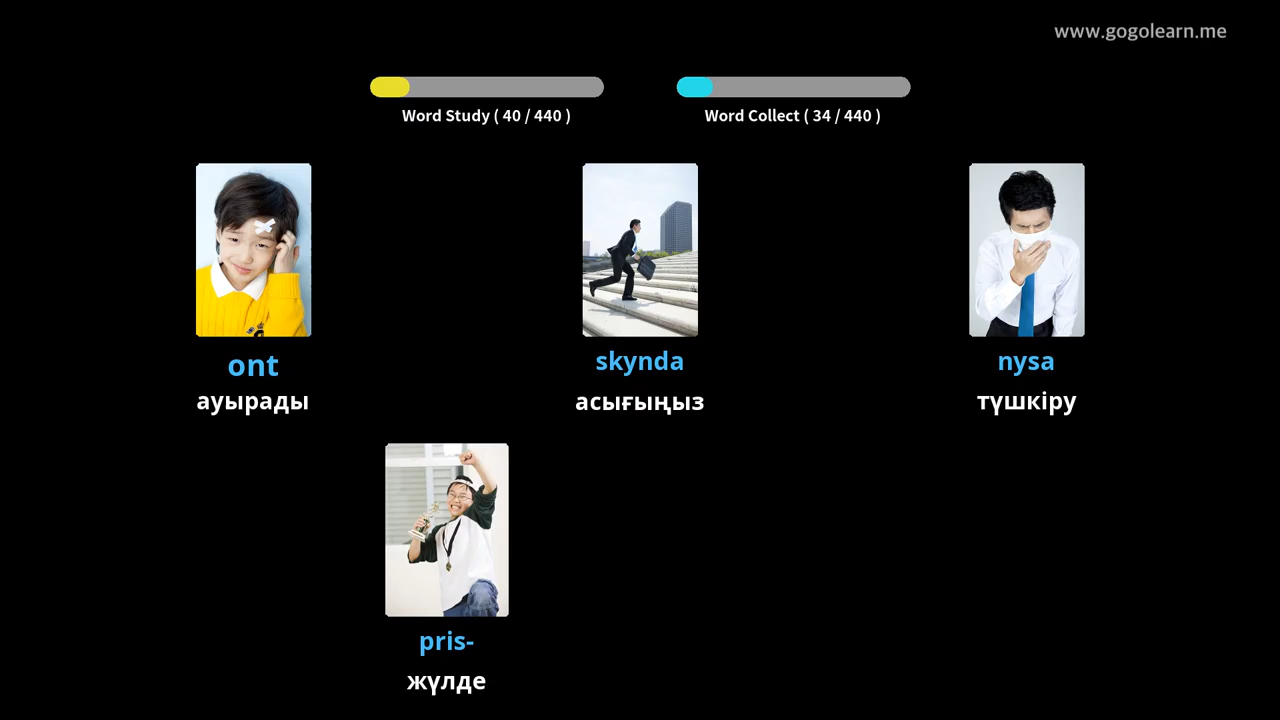 www.gogolearn.me
Word Study ( 40 / 440 )
Word Collect ( 34 / 440 )
ont
ауырады
skynda
асығыңыз
nysa
түшкіру
pris-
жүлде